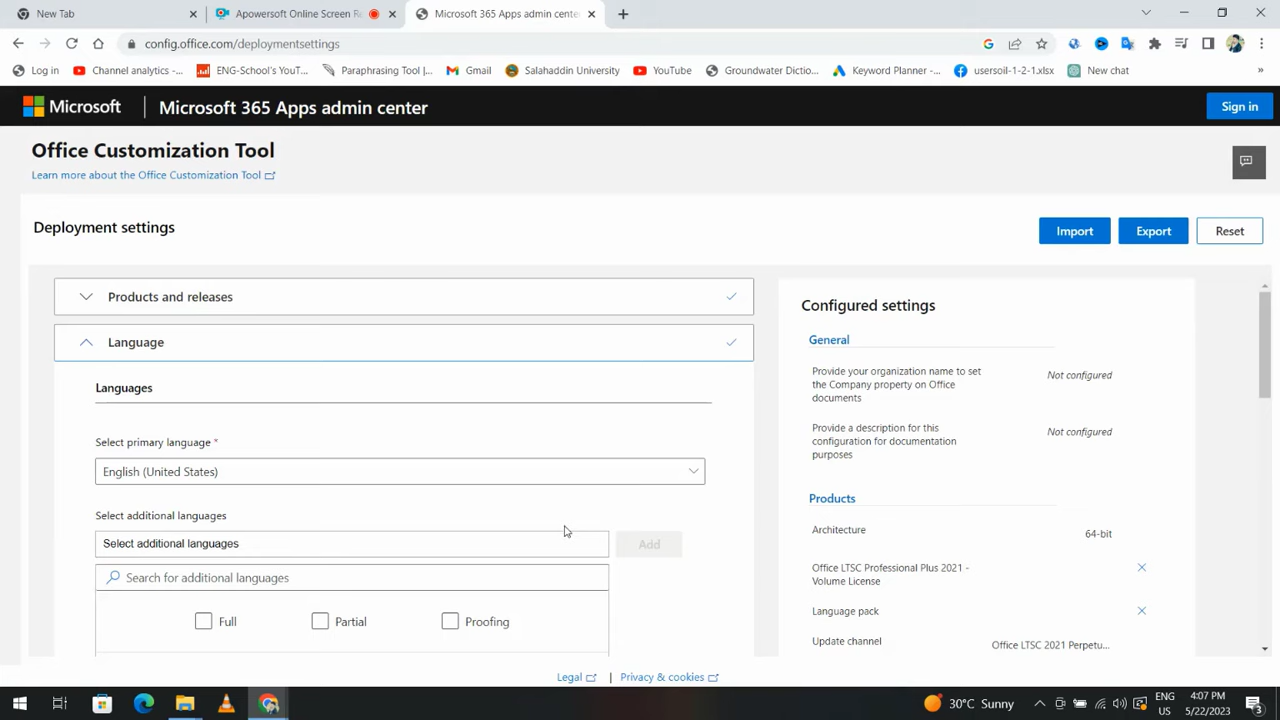 New Tab
Apowersoft Online Screen Re
Microsoft 365 Apps admin cente
config.office.com/deploymentsettings
Log in
Channel analytics -...
ENG-School's YouT...
Paraphrasing Tool |...
Gmail
Salahaddin University
YouTube
Groundwater Dictio...
Keyword Planner -...
usersoil-1-2-1.xlsx
New chat
»
Microsoft
Microsoft 365 Apps admin center
Sign in
Office Customization Tool
Learn more about the Office Customization Tool
Deployment settings
Import
Export
Reset
Products and releases
Language
Languages
Select primary language *
English (United States)
Select additional languages
Select additional languages
Add
Search for additional languages
Full
Partial
Proofing
Configured settings
General
Provide your organization name to set
the Company property on Office
documents
Not configured
Provide a description for this
configuration for documentation
purposes
Not configured
Products
Architecture
64-bit
Office LTSC Professional Plus 2021 -
Volume License
Language pack
Update channel
Office LTSC 2021 Perpetu...
Legal
|
Privacy & cookies
30°C Sunny
ENG
US
4:07 PM
5/22/2023
3